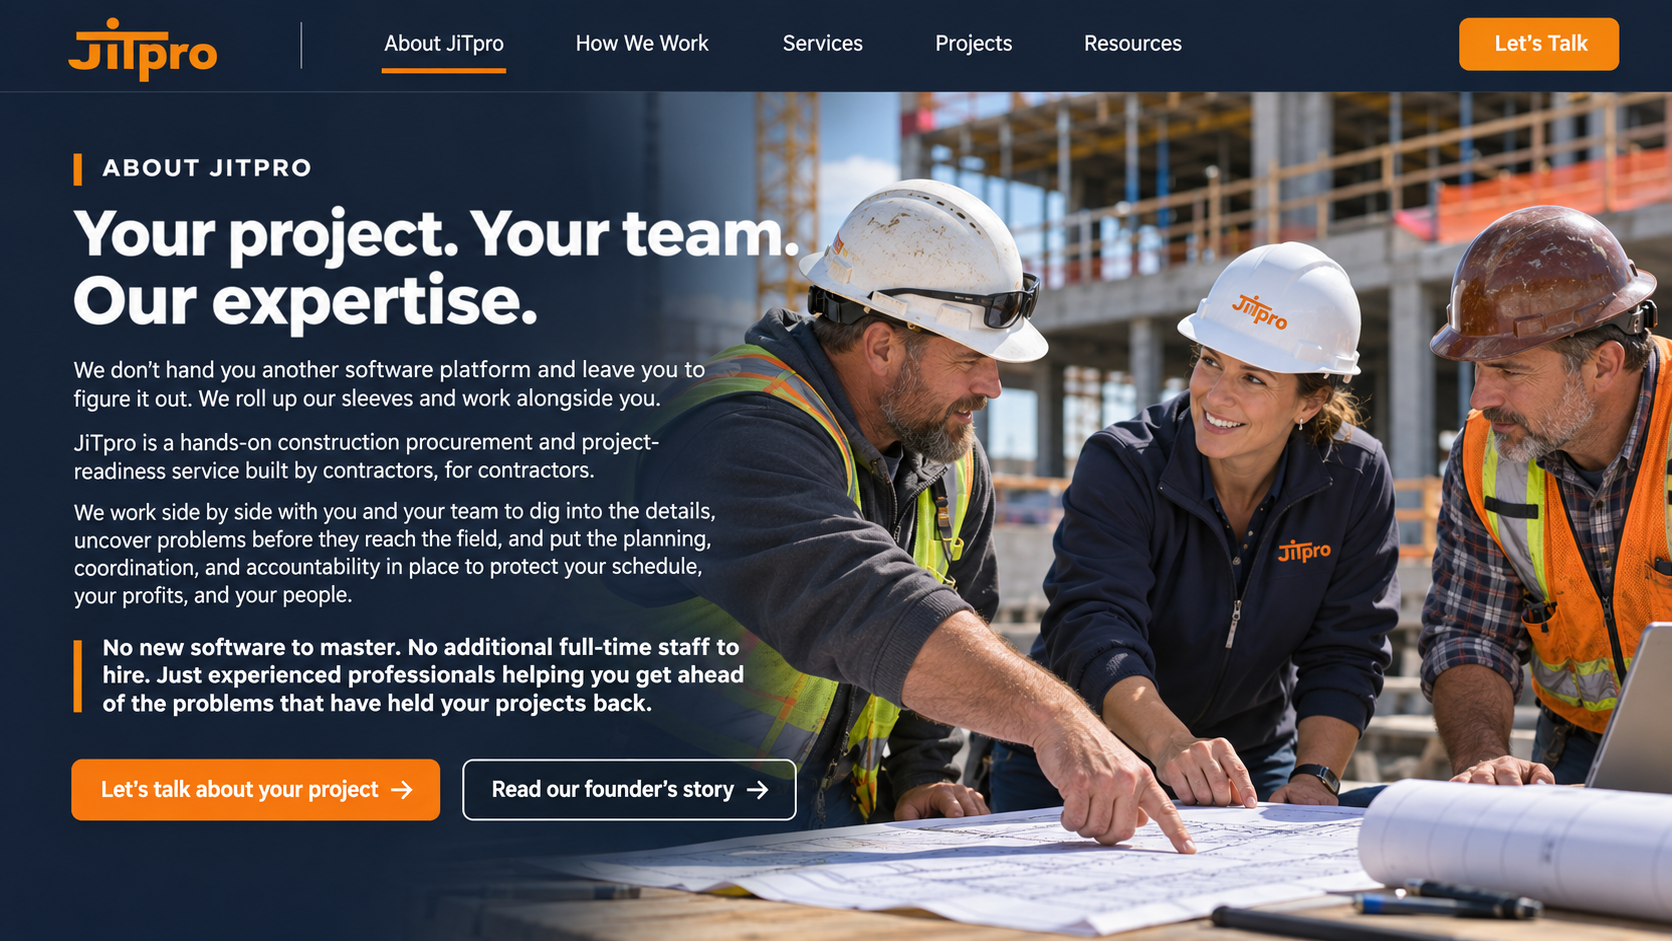 JiTpro
About JiTpro
How We Work
Services
Projects
Resources
Let's Talk
ABOUT JITPRO
Your project. Your team.
Our expertise.
We don't hand you another software platform and leave you to
figure it out. We roll up our sleeves and work alongside you.
JiTpro is a hands-on construction procurement and project-
readiness service built by contractors, for contractors.
We work side by side with you and your team to dig into the details,
uncover problems before they reach the field, and put the planning,
coordination, and accountability in place to protect your schedule,
your profits, and your people.
No new software to master. No additional full-time staff to
hire. Just experienced professionals helping you get ahead
of the problems that have held your projects back.
Let's talk about your project →
Read our founder's story →
JiTpro
JiTpro